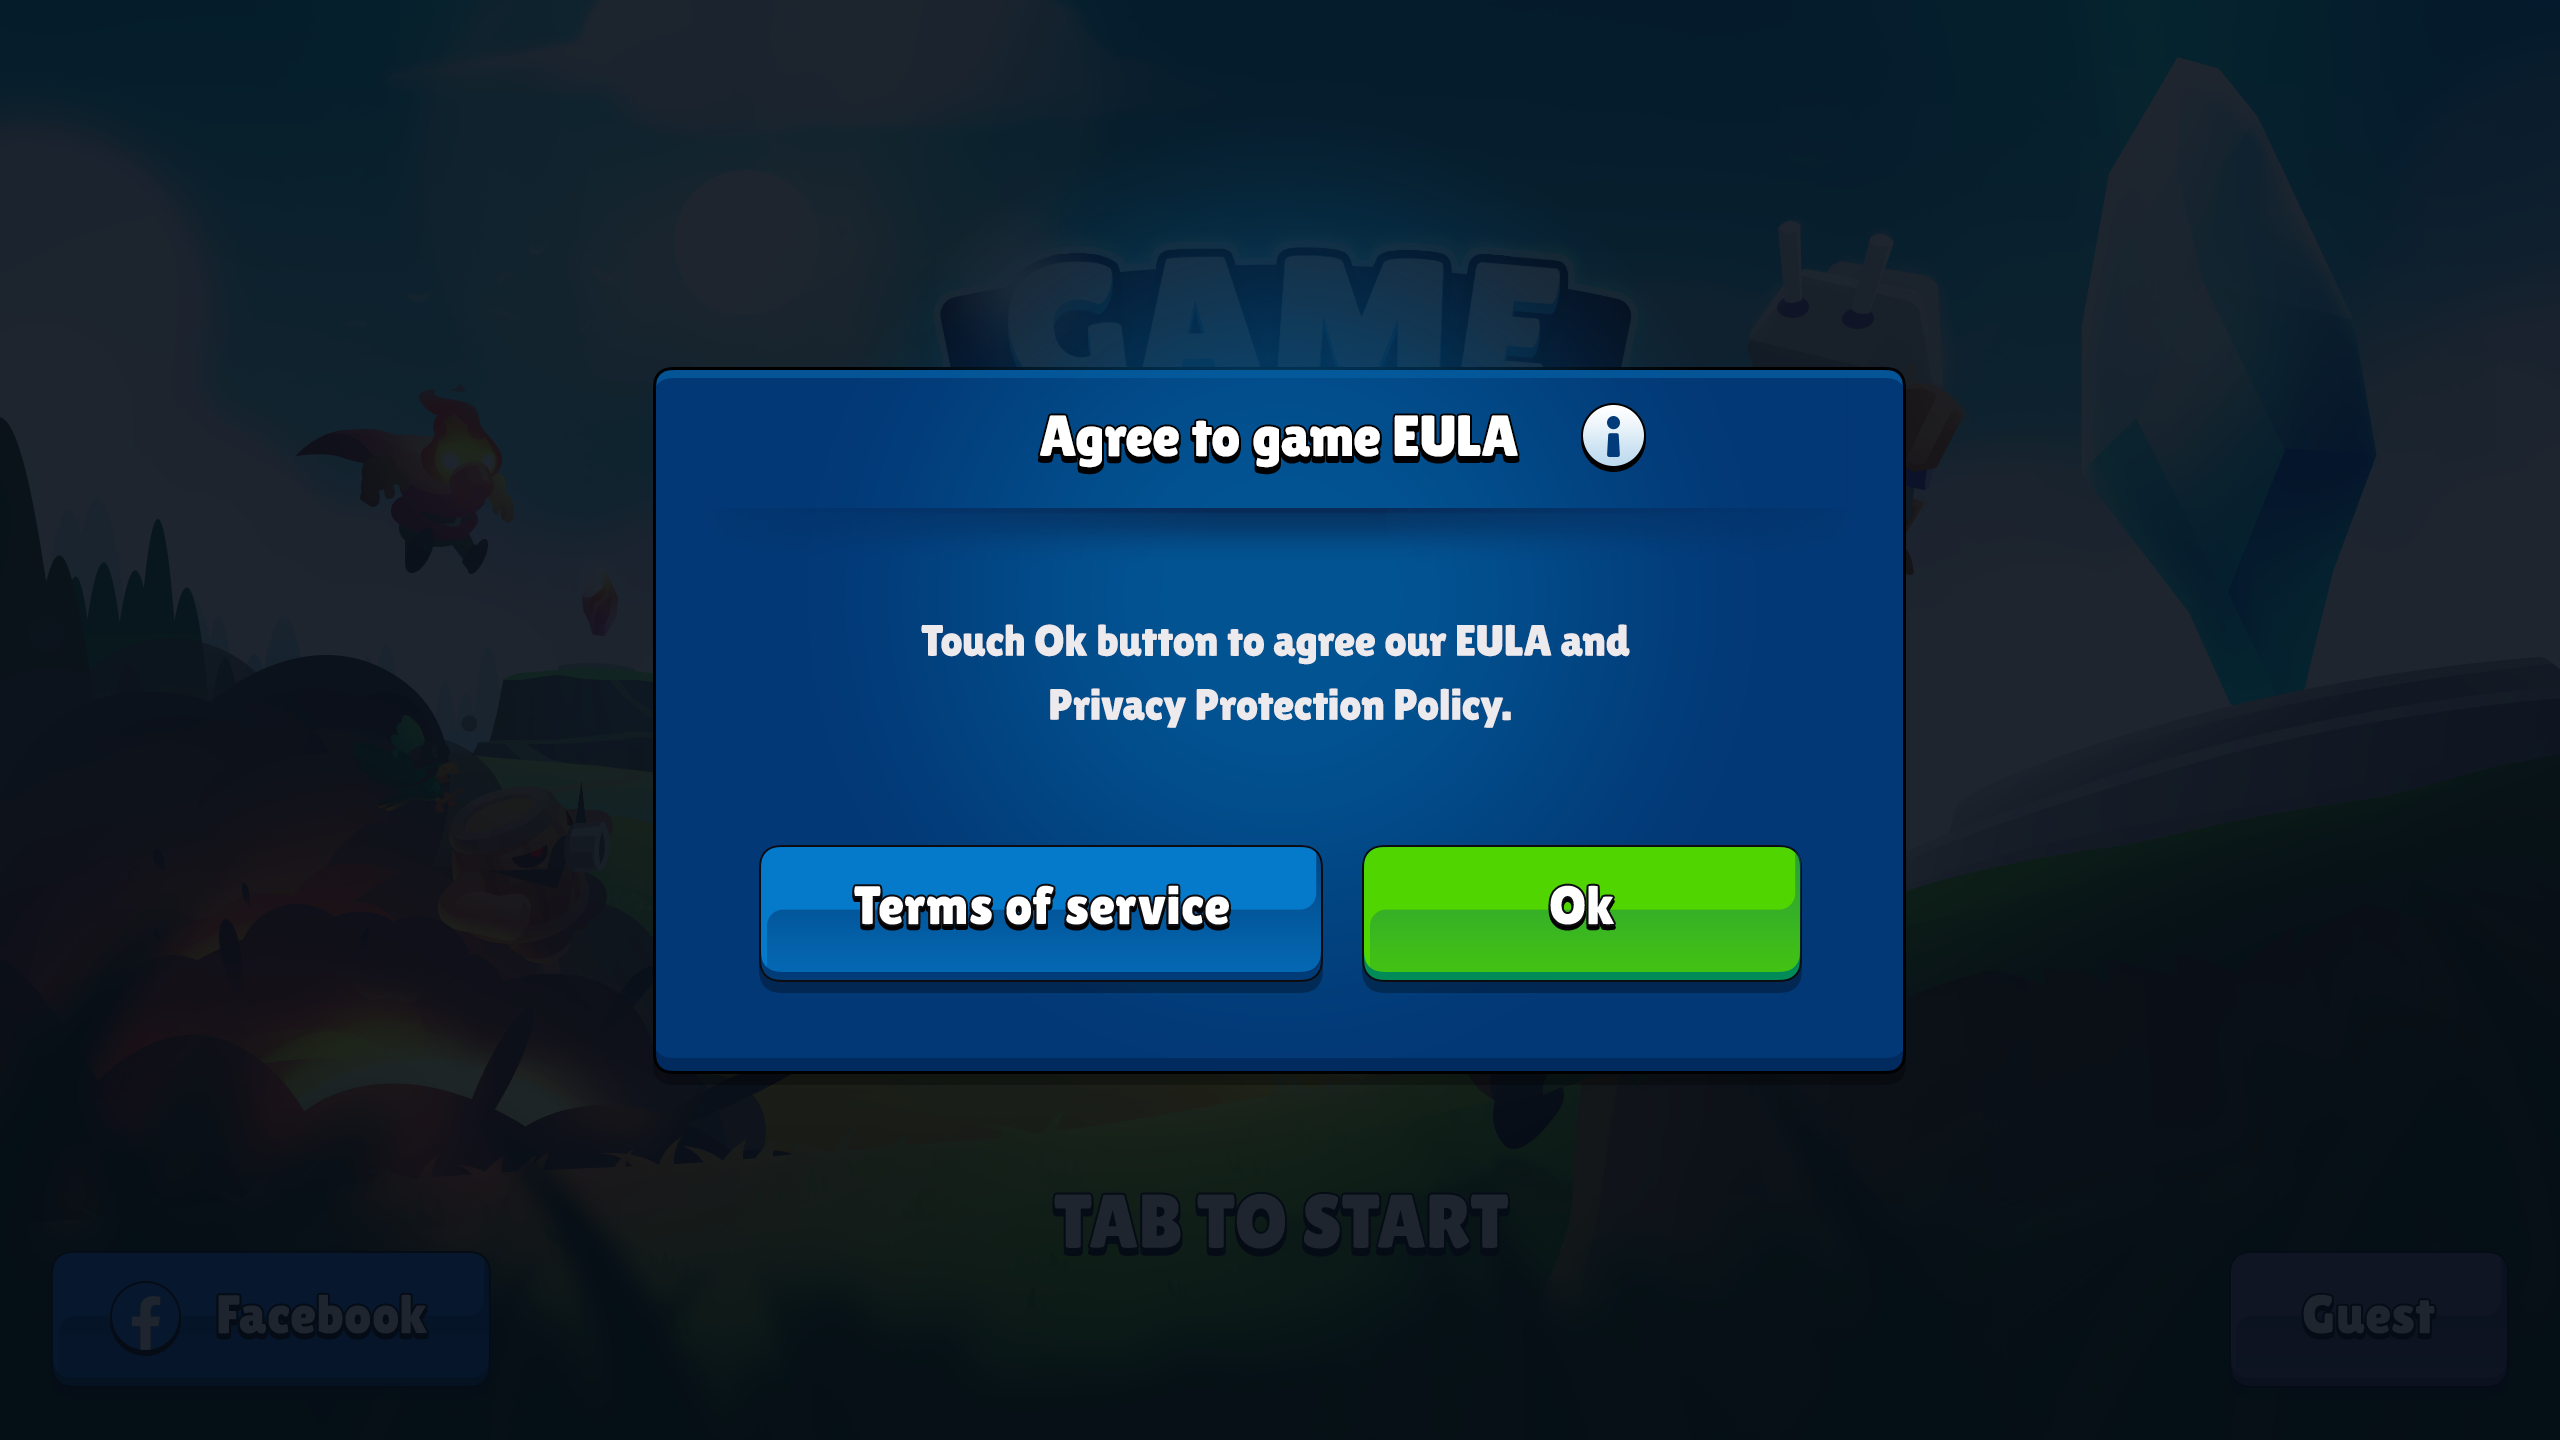 GAME
Agree to game EULA
Touch Ok button to agree our EULA and
Privacy Protection Policy.
Terms of service
Ok
TAB TO START
Facebook
Guest